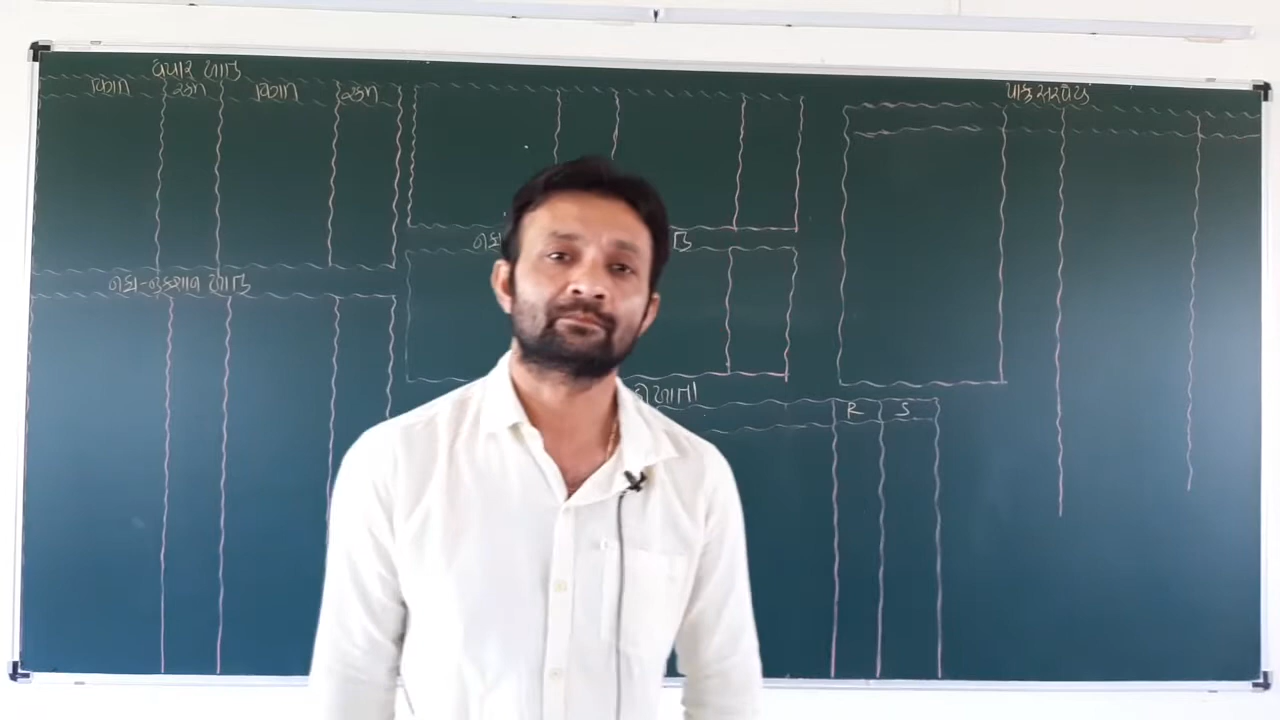 વેપાર ખાતુ
વિગત રકમ વિગત રકમ
નફા-નુકશાન ખાતુ
ખાતા
R S
પાકુ સરવૈયુ